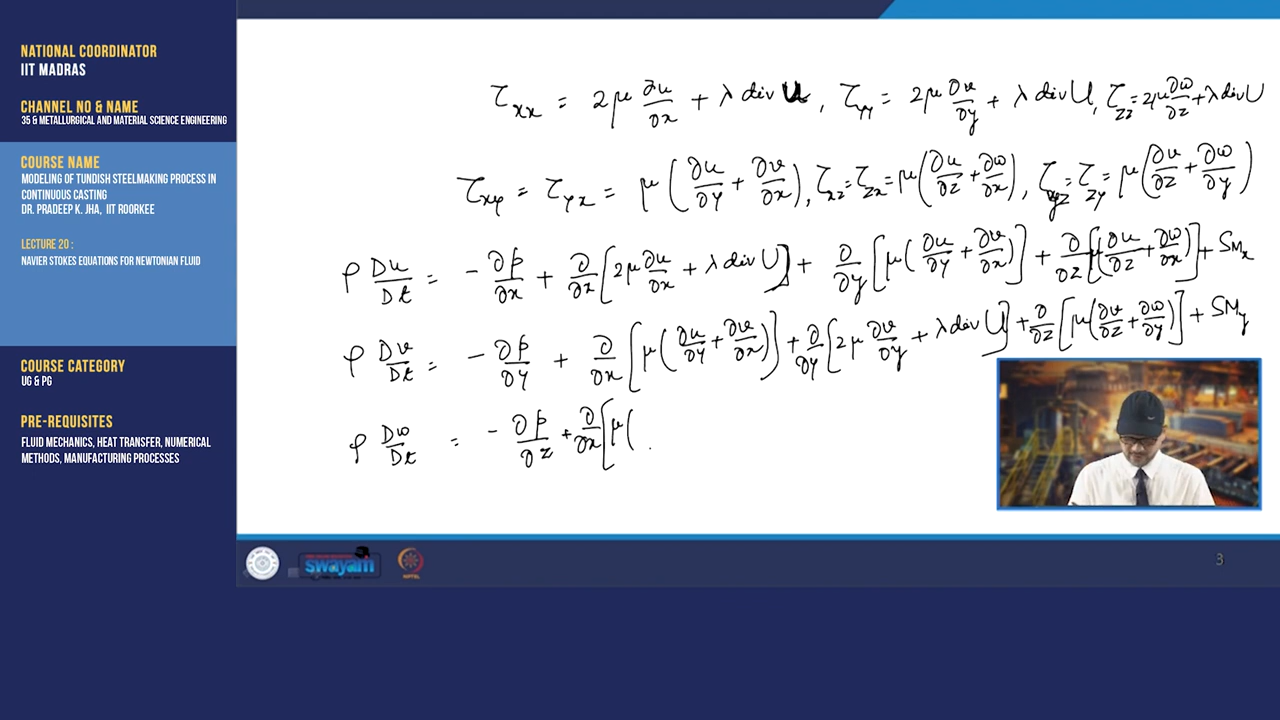 NATIONAL COORDINATOR
IIT MADRAS
CHANNEL NO & NAME
35 & METALLURGICAL AND MATERIAL SCIENCE ENGINEERING
COURSE NAME
MODELING OF TUNDISH STEELMAKING PROCESS IN
CONTINUOUS CASTING
DR. PRADEEP K. JHA, IIT ROORKEE
LECTURE 20 :
NAVIER STOKES EQUATIONS FOR NEWTONIAN FLUID
COURSE CATEGORY
UG & PG
PRE-REQUISITES
FLUID MECHANICS, HEAT TRANSFER, NUMERICAL
METHODS, MANUFACTURING PROCESSES
τxx = 2μ ∂u/∂x + λ div U, τyy = 2μ ∂v/∂y + λ div U, τzz = 2μ ∂w/∂z + λ div U
τxy = τyx = μ(∂u/∂y + ∂v/∂x), τxz = τzx = μ(∂u/∂z + ∂w/∂x), τyz = τzy = μ(∂v/∂z + ∂w/∂y)
ρ Du/Dt = - ∂p/∂x + ∂/∂x [2μ ∂u/∂x + λ div U] + ∂/∂y [μ(∂u/∂y + ∂v/∂x)] + ∂/∂z [μ(∂u/∂z + ∂w/∂x)] + SMx
ρ Dv/Dt = - ∂p/∂y + ∂/∂x [μ(∂u/∂y + ∂v/∂x)] + ∂/∂y [2μ ∂v/∂y + λ div U] + ∂/∂z [μ(∂v/∂z + ∂w/∂y)] + SMy
ρ Dw/Dt = - ∂p/∂z + ∂/∂x [μ(
swayam
3